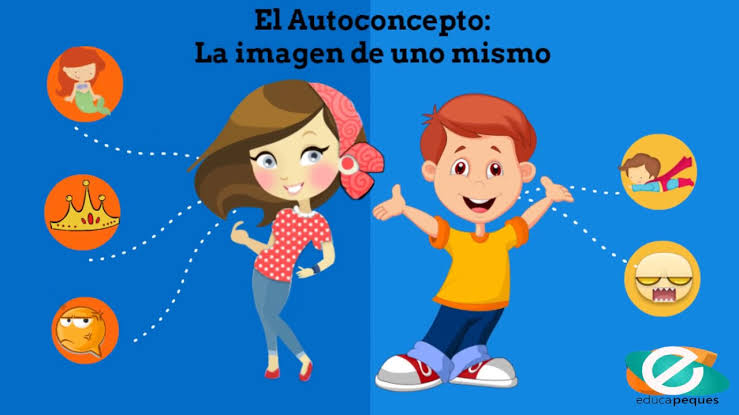 El Autoconcepto:
La imagen de uno mismo
educapeques